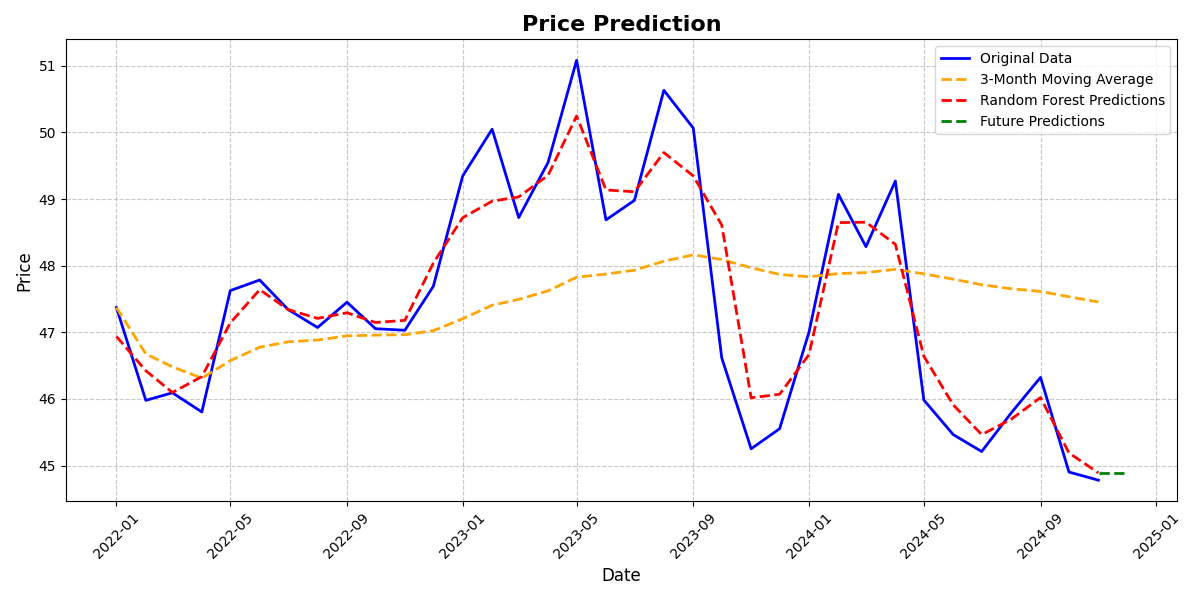 Price Prediction
Original Data
3-Month Moving Average
Random Forest Predictions
Future Predictions
Price
51
50
49
48
47
46
45
2022-01
2022-05
2022-09
2023-01
2023-05
2023-09
2024-01
2024-05
2024-09
2025-01
Date